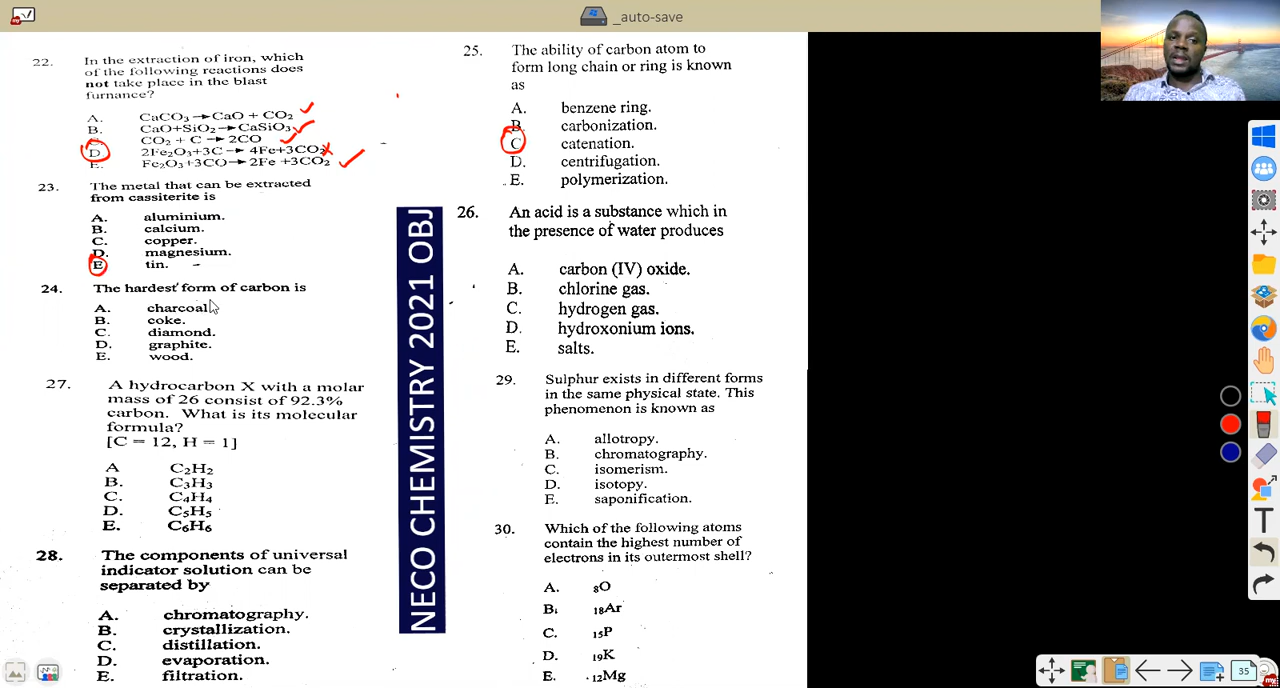 _auto-save
22. In the extraction of iron, which
of the following reactions does
not take place in the blast
furnance?
A. CaCO₃→CaO + CO₂
B. CaO+SiO₂→CaSiO₃
C. CO₂ + C →2CO
D. 2Fe₂O₃+3C→ 4Fe+3CO₂
E. Fe₂O₃+3CO→ 2Fe +3CO₂
23. The metal that can be extracted
from cassiterite is
A. aluminium.
B. calcium.
C. copper.
D. magnesium.
E tin.
24. The hardest form of carbon is
A. charcoal.
B. coke.
C. diamond.
D. graphite.
E. wood.
27. A hydrocarbon X with a molar
mass of 26 consist of 92.3%
carbon. What is its molecular
formula?
[C = 12, H = 1]
A C₂H₂
B. C₃H₃
C. C₄H₄
D. C₅H₅
E. C₆H₆
28. The components of universal
indicator solution can be
separated by
A. chromatography.
B. crystallization.
C. distillation.
D. evaporation.
E. filtration.
NECO CHEMISTRY 2021 OBJ
25. The ability of carbon atom to
form long chain or ring is known
as
A. benzene ring.
B. carbonization.
C catenation.
D. centrifugation.
E. polymerization.
26. An acid is a substance which in
the presence of water produces
A. carbon (IV) oxide.
B. chlorine gas.
C. hydrogen gas.
D. hydroxonium ions.
E. salts.
29. Sulphur exists in different forms
in the same physical state. This
phenomenon is known as
A. allotropy.
B. chromatography.
C. isomerism.
D. isotopy.
E. saponification.
30. Which of the following atoms
contain the highest number of
electrons in its outermost shell?
A. ₈O
B. ₁₈Ar
C. ₁₅P
D. ₁₉K
E. ₁₂Mg
T
35